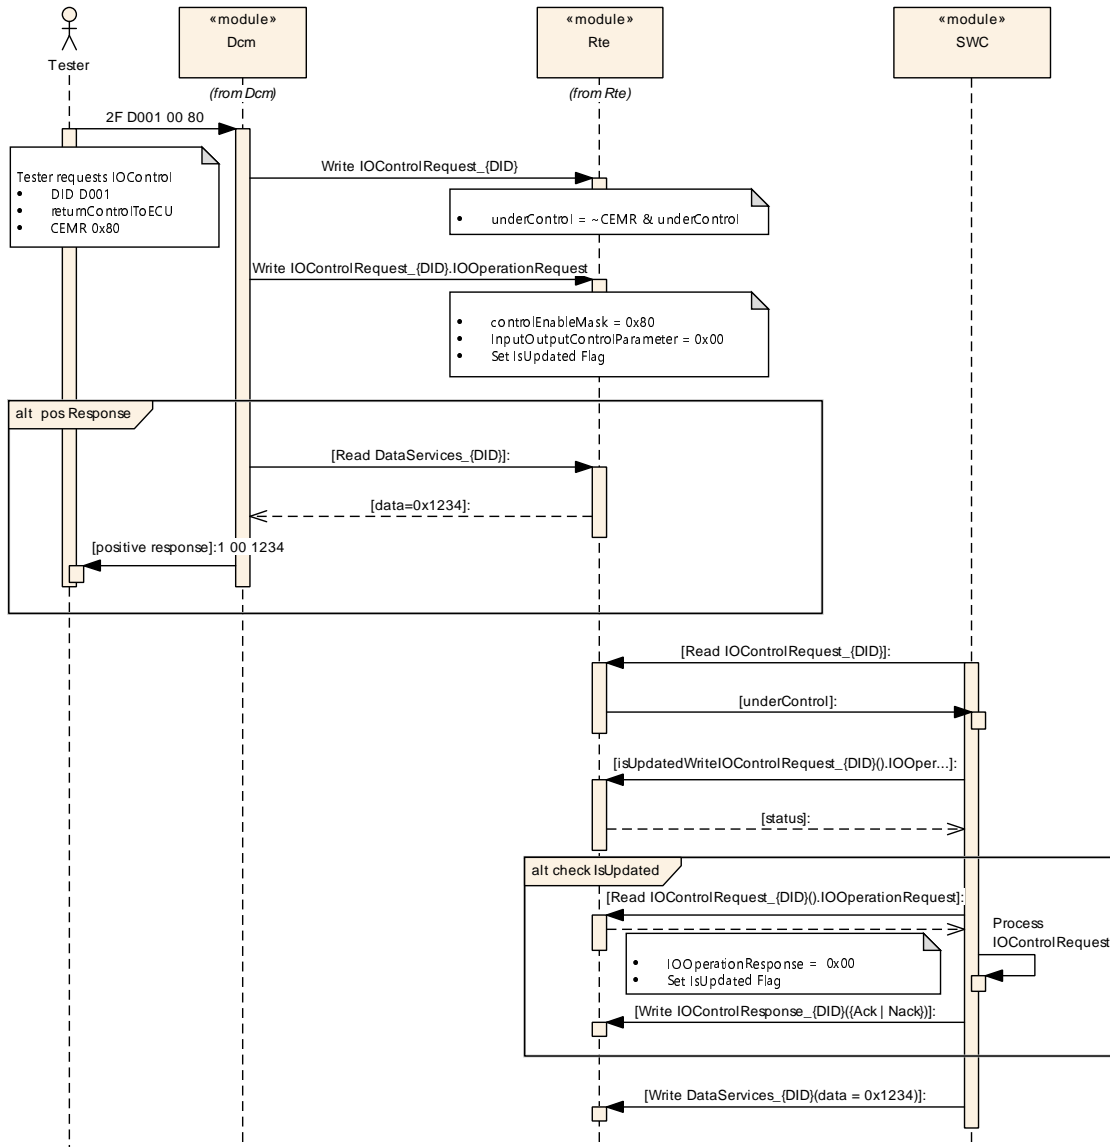 «module»
Dcm
«module»
Rte
«module»
SWC
Tester
(from Dcm)
(from Rte)
2F D001 00 80
Tester requests IOControl
• DID D001
• returnControlToECU
• CEMR 0x80
Write IOControlRequest_{DID}
• underControl = ~CEMR & underControl
Write IOControlRequest_{DID}.IOOperationRequest
• controlEnableMask = 0x80
• InputOutputControlParameter = 0x00
• Set IsUpdated Flag
alt pos Response
[Read DataServices_{DID}]:
[data=0x1234]:
[positive response]:1 00 1234
[Read IOControlRequest_{DID}]:
[underControl]:
[isUpdatedWriteIOControlRequest_{DID}().IOOper...]:
[status]:
alt check IsUpdated
[Read IOControlRequest_{DID}().IOOperationRequest]:
Process
IOControlRequest
• IOOperationResponse = 0x00
• Set IsUpdated Flag
[Write IOControlResponse_{DID}({Ack | Nack})]:
[Write DataServices_{DID}(data = 0x1234)]: